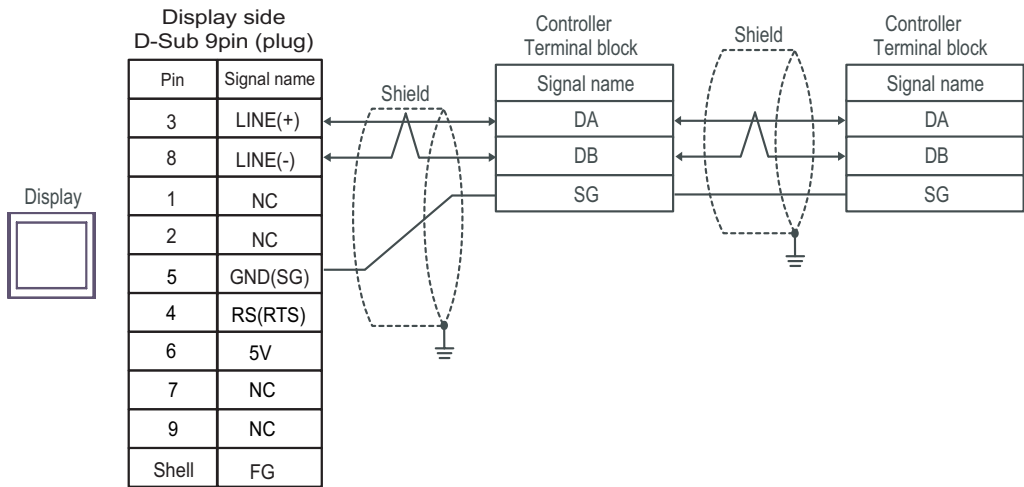 Display side
D-Sub 9pin (plug)
Pin Signal name
3 LINE(+)
8 LINE(-)
1 NC
2 NC
5 GND(SG)
4 RS(RTS)
6 5V
7 NC
9 NC
Shell FG
Display
Shield
Controller
Terminal block
Signal name
DA
DB
SG
Shield
Controller
Terminal block
Signal name
DA
DB
SG